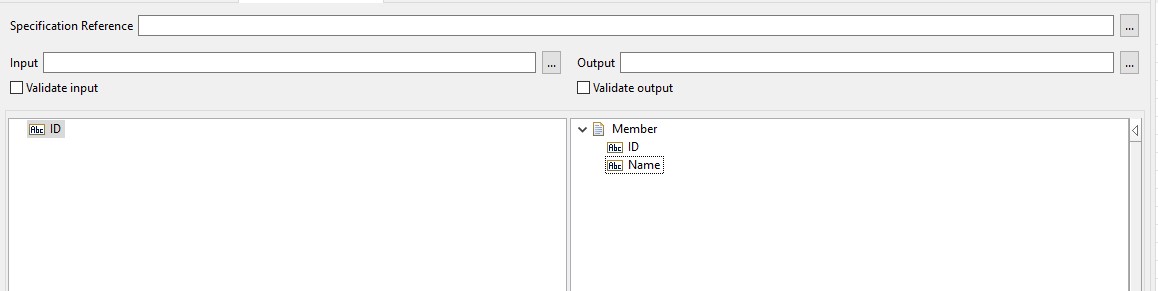 Specification Reference ...
Input ... Output ...
Validate input Validate output
Abc ID Member
Abc ID
Abc Name